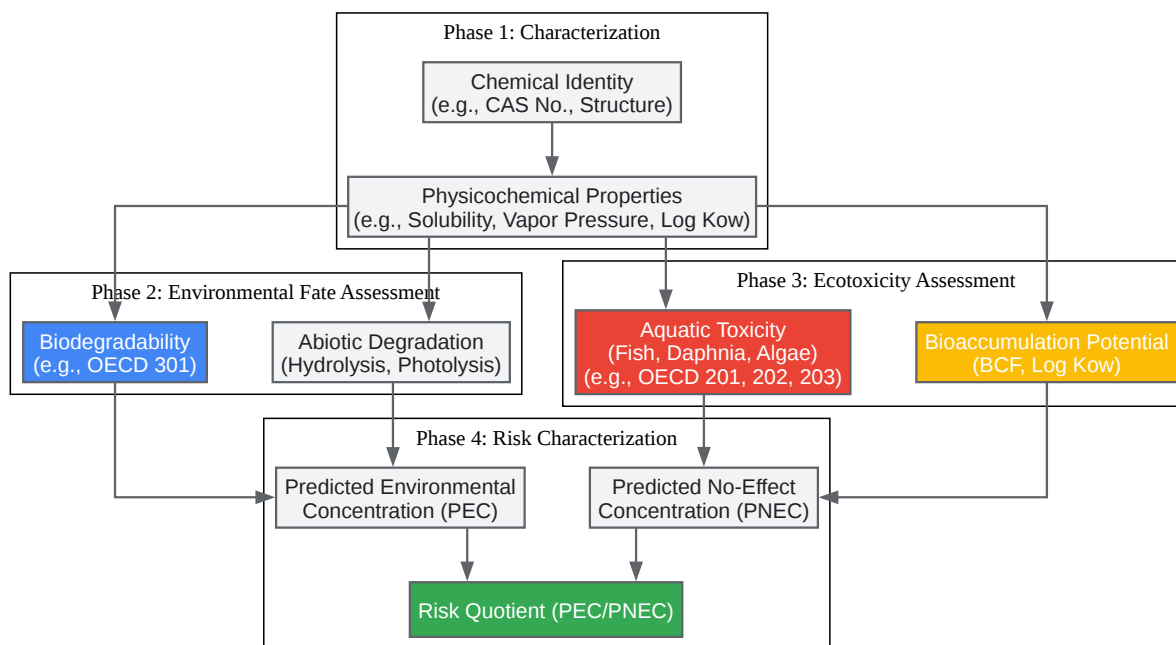 Phase 1: Characterization
Chemical Identity
(e.g., CAS No., Structure)
Physicochemical Properties
(e.g., Solubility, Vapor Pressure, Log Kow)
Phase 2: Environmental Fate Assessment
Biodegradability
(e.g., OECD 301)
Abiotic Degradation
(Hydrolysis, Photolysis)
Phase 3: Ecotoxicity Assessment
Aquatic Toxicity
(Fish, Daphnia, Algae)
(e.g., OECD 201, 202, 203)
Bioaccumulation Potential
(BCF, Log Kow)
Phase 4: Risk Characterization
Predicted Environmental
Concentration (PEC)
Predicted No-Effect
Concentration (PNEC)
Risk Quotient (PEC/PNEC)